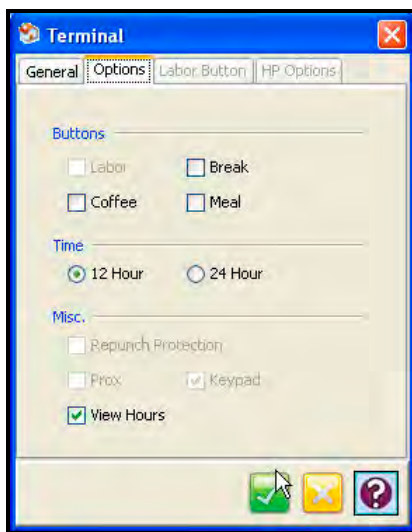 Terminal
General Options Labor Button HP Options
Buttons
Labor Break
Coffee Meal
Time
12 Hour 24 Hour
Misc.
Repunch Protection
Prox Keypad
View Hours